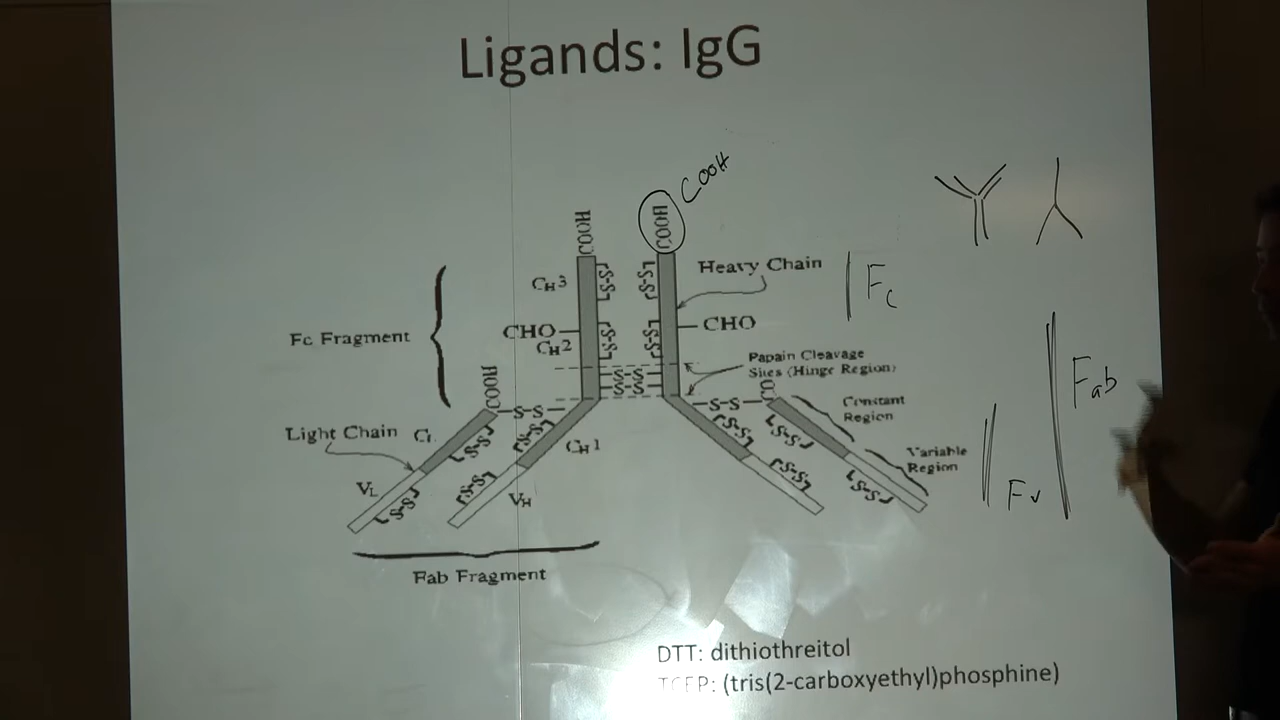 Ligands: IgG
COOH
COOH
COOH
CH3
S-S
S-S
Heavy Chain
Fc
Fc Fragment
CHO
CHO
CH2
S-S
S-S
Papain Cleavage
Sites (Hinge Region)
S-S
S-S
Fab
COOH
S-S
S-S
Constant
Region
Light Chain
S-S
S-S
CH1
S-S
S-S
Variable
Region
VL
S-S
S-S
VH
S-S
S-S
Fv
Fab Fragment
DTT: dithiothreitol
TCEP: (tris(2-carboxyethyl)phosphine)